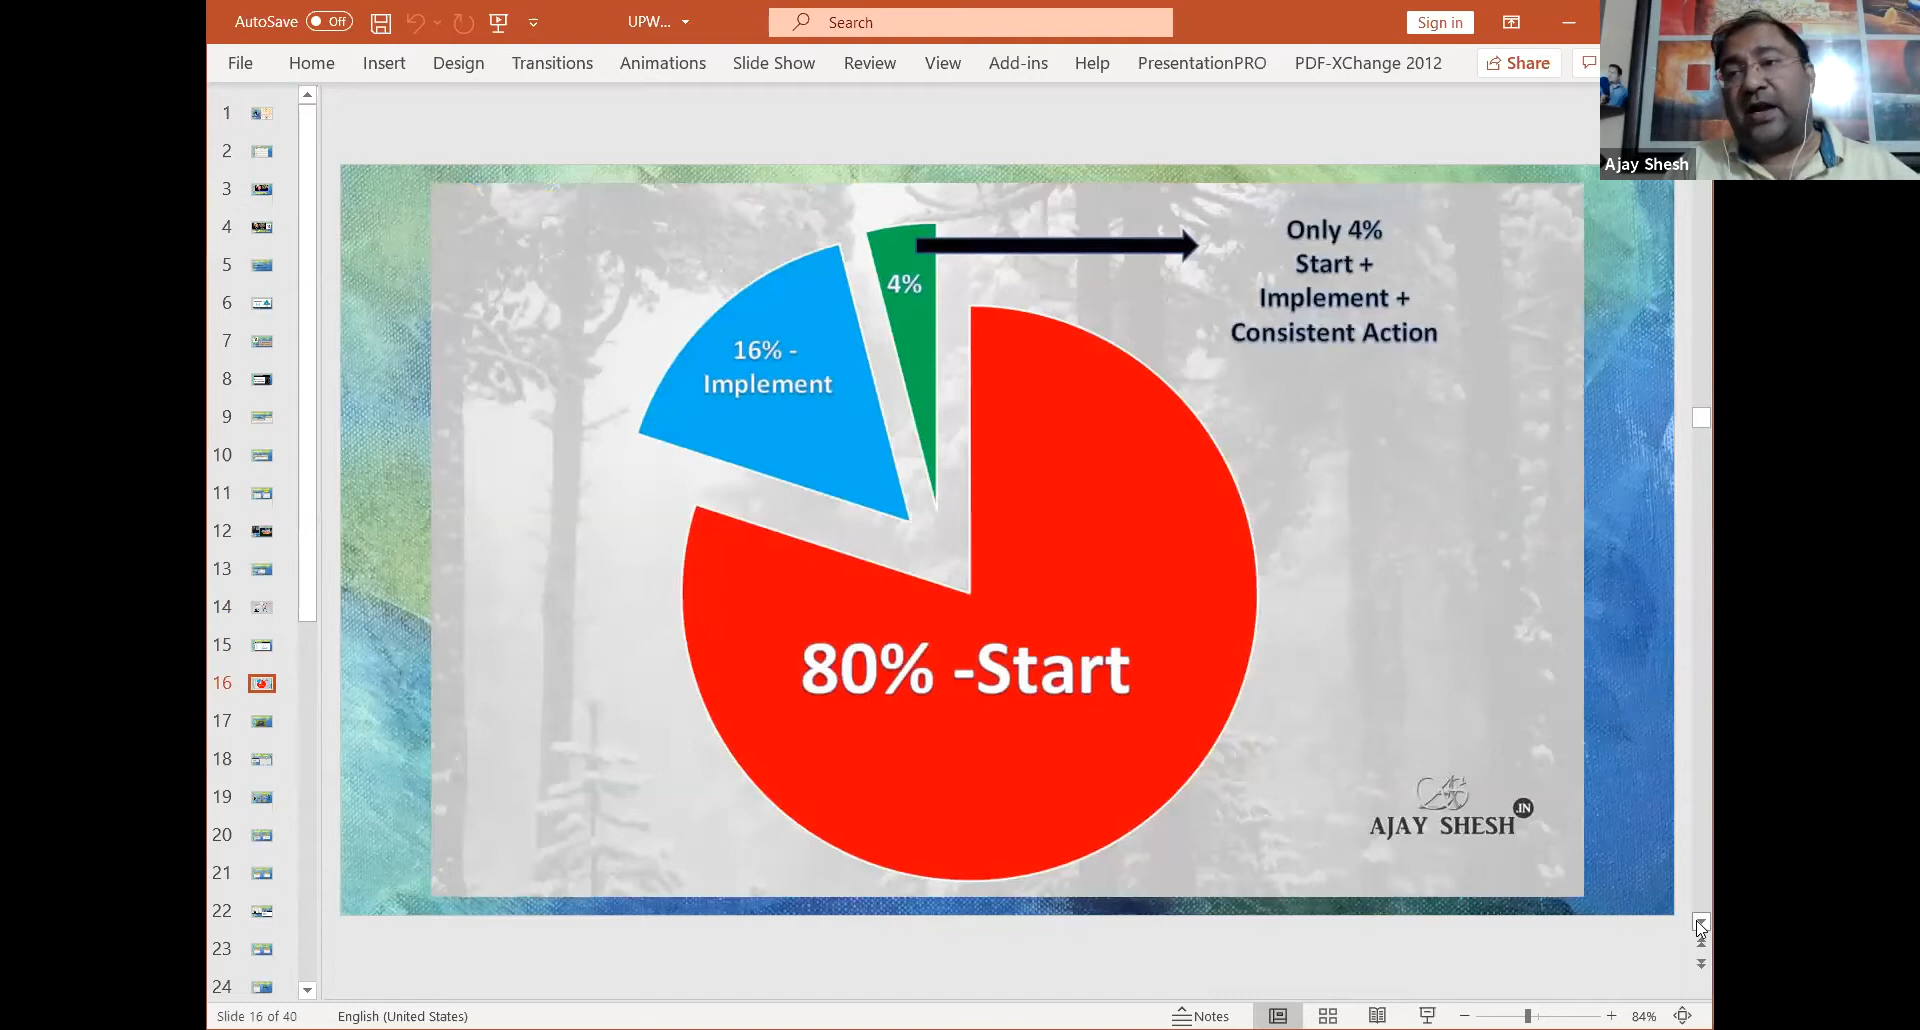 AutoSave Off
UPW...
Search
Sign in
File Home Insert Design Transitions Animations Slide Show Review View Add-ins Help PresentationPRO PDF-XChange 2012 Share
Ajay Shesh
1
2
3
4
5
6
7
8
9
10
11
12
13
14
15
16
17
18
19
20
21
22
23
24
Only 4%
Start +
Implement +
Consistent Action
4%
16% -
Implement
80% -Start
AJAY SHESH .IN
Slide 16 of 40 English (United States) Notes 84%